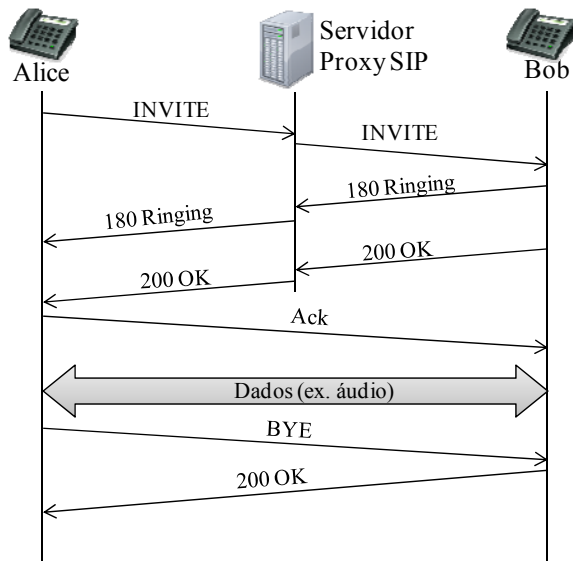 Servidor
Proxy SIP
Alice
Bob
INVITE
INVITE
180 Ringing
180 Ringing
200 OK
200 OK
Ack
Dados (ex. áudio)
BYE
200 OK